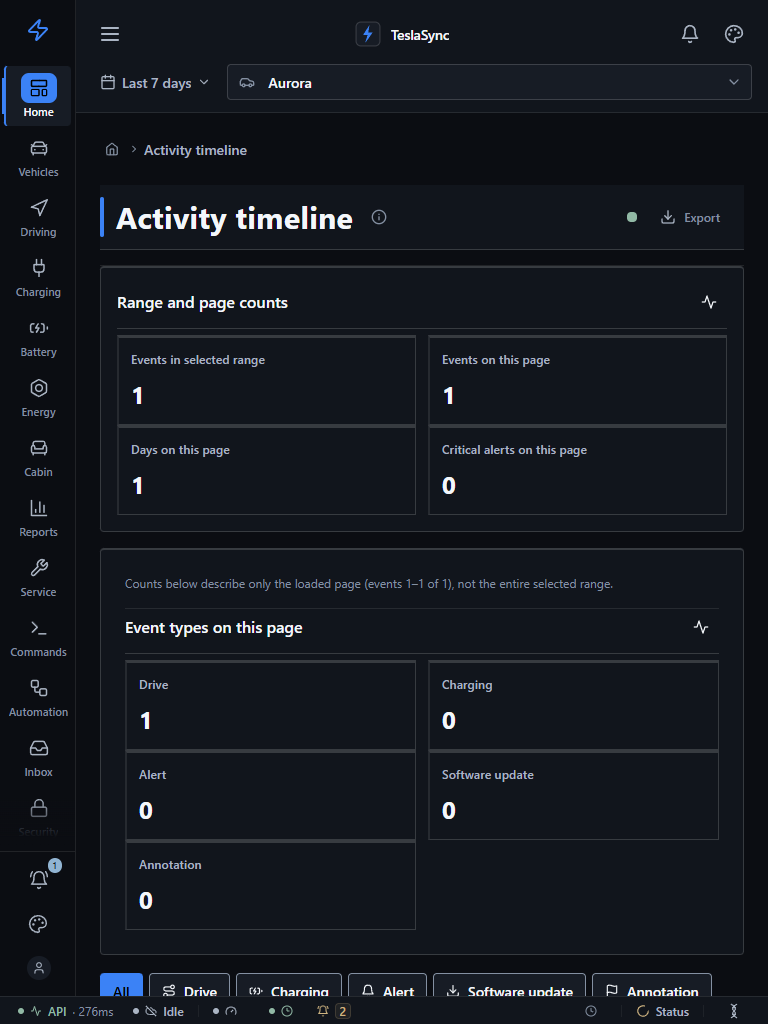 TeslaSync
Last 7 days
Aurora
Home
Vehicles
Driving
Charging
Battery
Energy
Cabin
Reports
Service
Commands
Automation
Inbox
Security
1
Activity timeline
Activity timeline
Export
Range and page counts
Events in selected range
1
Events on this page
1
Days on this page
1
Critical alerts on this page
0
Counts below describe only the loaded page (events 1–1 of 1), not the entire selected range.
Event types on this page
Drive
1
Charging
0
Alert
0
Software update
0
Annotation
0
All
Drive
Charging
Alert
Software update
Annotation
API · 276ms
Idle
2
Status